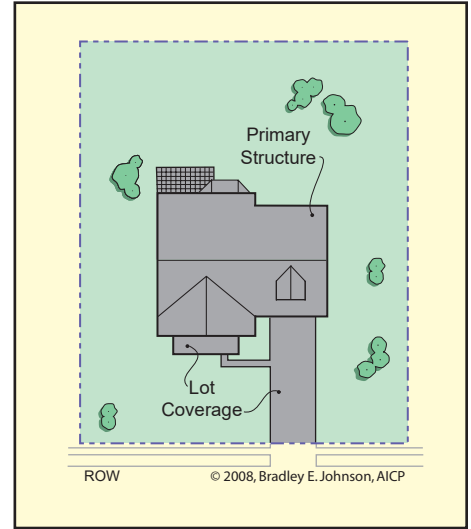 Primary
Structure
Lot
Coverage
ROW
© 2008, Bradley E. Johnson, AICP